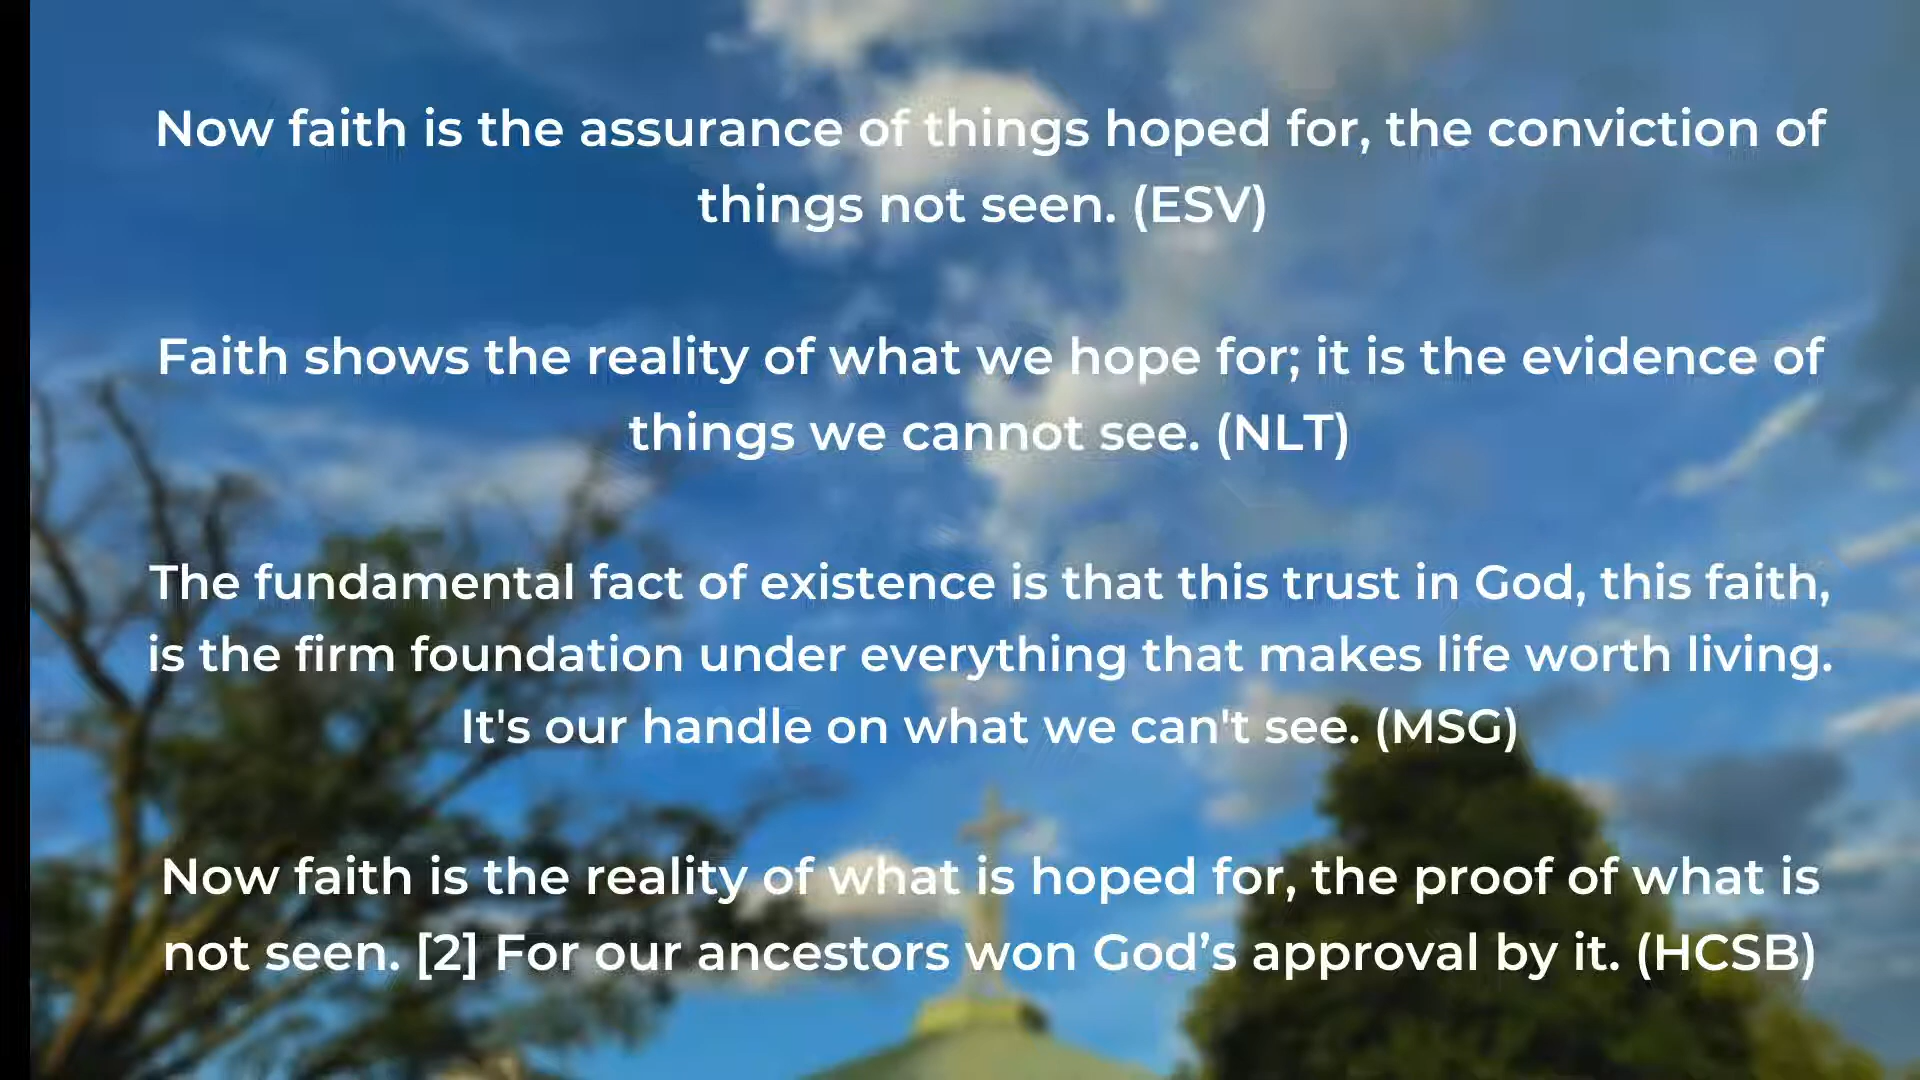 Now faith is the assurance of things hoped for, the conviction of
things not seen. (ESV)
Faith shows the reality of what we hope for; it is the evidence of
things we cannot see. (NLT)
The fundamental fact of existence is that this trust in God, this faith,
is the firm foundation under everything that makes life worth living.
It's our handle on what we can't see. (MSG)
Now faith is the reality of what is hoped for, the proof of what is
not seen. [2] For our ancestors won God’s approval by it. (HCSB)